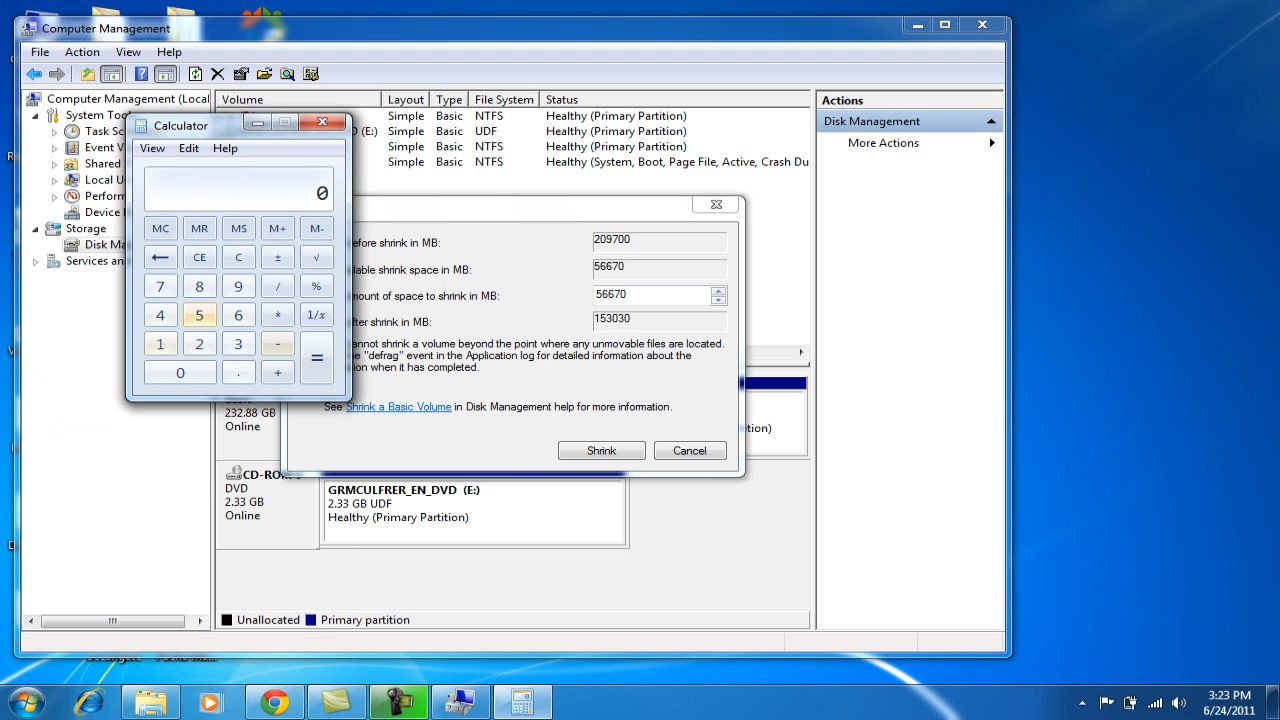 Computer Management
File Action View Help
Computer Management (Local
System Too
Task Sc
Event V
Shared
Local U
Perform
Device
Storage
Disk Ma
Services an
Volume Layout Type File System Status
Simple Basic NTFS Healthy (Primary Partition)
(E:) Simple Basic UDF Healthy (Primary Partition)
Simple Basic NTFS Healthy (Primary Partition)
Simple Basic NTFS Healthy (System, Boot, Page File, Active, Crash Du
Actions
Disk Management
More Actions
Calculator
View Edit Help
0
MC MR MS M+ M-
← CE C ± √
7 8 9 / %
4 5 6 * 1/x
1 2 3 - =
0 . +
efore shrink in MB: 209700
lable shrink space in MB: 56670
mount of space to shrink in MB: 56670
fter shrink in MB: 153030
annot shrink a volume beyond the point where any unmovable files are located.
e "defrag" event in the Application log for detailed information about the
ion when it has completed.
See Shrink a Basic Volume in Disk Management help for more information.
Shrink Cancel
232.88 GB
Online
tion)
CD-ROM
DVD
2.33 GB
Online
GRMCULFRER_EN_DVD (E:)
2.33 GB UDF
Healthy (Primary Partition)
Unallocated Primary partition
3:23 PM
6/24/2011